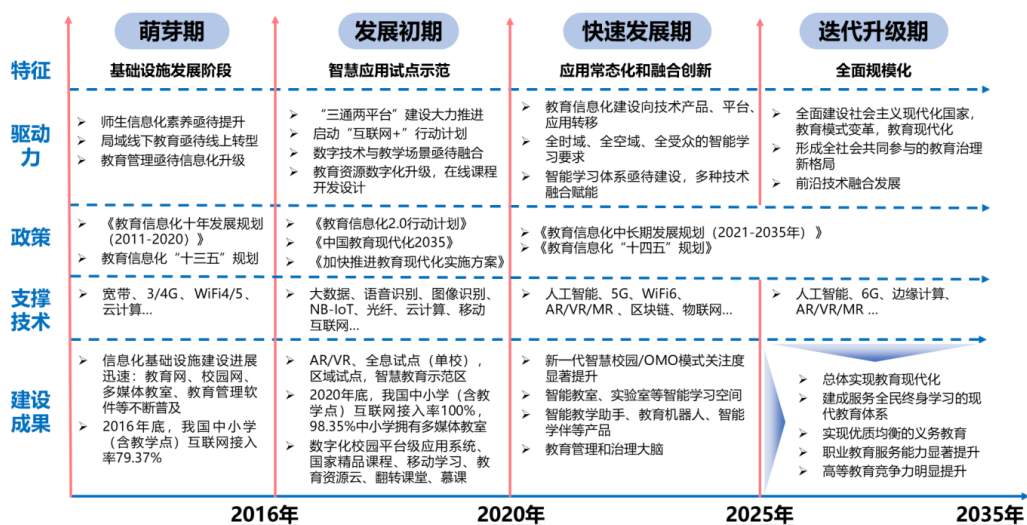 萌芽期
发展初期
快速发展期
迭代升级期
特征
基础设施发展阶段
智慧应用试点示范
应用常态化和融合创新
全面规模化
驱动
力
师生信息化素养亟待提升
局域线下教育亟待线上转型
教育管理亟待信息化升级
“三通两平台”建设大力推进
启动“互联网+”行动计划
数字技术与教学场景亟待融合
教育资源数字化升级，在线课程
开发设计
教育信息化建设向技术产品、平台、
应用转移
全时域、全空域、全受众的智能学
习要求
智能学习体系亟待建设，多种技术
融合赋能
全面建设社会主义现代化国家，
教育模式变革，教育现代化
形成全社会共同参与的教育治理
新格局
前沿技术融合发展
政策
《教育信息化十年发展规划
（2011-2020）》
教育信息化“十三五”规划
《教育信息化2.0行动计划》
《中国教育现代化2035》
《加快推进教育现代化实施方案》
《教育信息化中长期发展规划（2021-2035年）》
《教育信息化“十四五”规划》
支撑
技术
宽带、3/4G、WiFi4/5、
云计算...
大数据、语音识别、图像识别、
NB-IoT、光纤、云计算、移动
互联网...
人工智能、5G、WiFi6、
AR/VR/MR 、区块链、物联网...
人工智能、6G、边缘计算、
AR/VR/MR ...
建设
成果
信息化基础设施建设进展
迅速：教育网、校园网、
多媒体教室、教育管理软
件等不断普及
2016年底，我国中小学
（含教学点）互联网接入
率79.37%
AR/VR、全息试点（单校），
区域试点，智慧教育示范区
2020年底，我国中小学（含教
学点）互联网接入率100%，
98.35%中小学拥有多媒体教室
数字化校园平台级应用系统、
国家精品课程、移动学习、教
育资源云、翻转课堂、慕课
新一代智慧校园/OMO模式关注度
显著提升
智能教室、实验室等智能学习空间
智能教学助手、教育机器人、智能
学伴等产品
教育管理和治理大脑
总体实现教育现代化
建成服务全民终身学习的现
代教育体系
实现优质均衡的义务教育
职业教育服务能力显著提升
高等教育竞争力明显提升
2016年
2020年
2025年
2035年